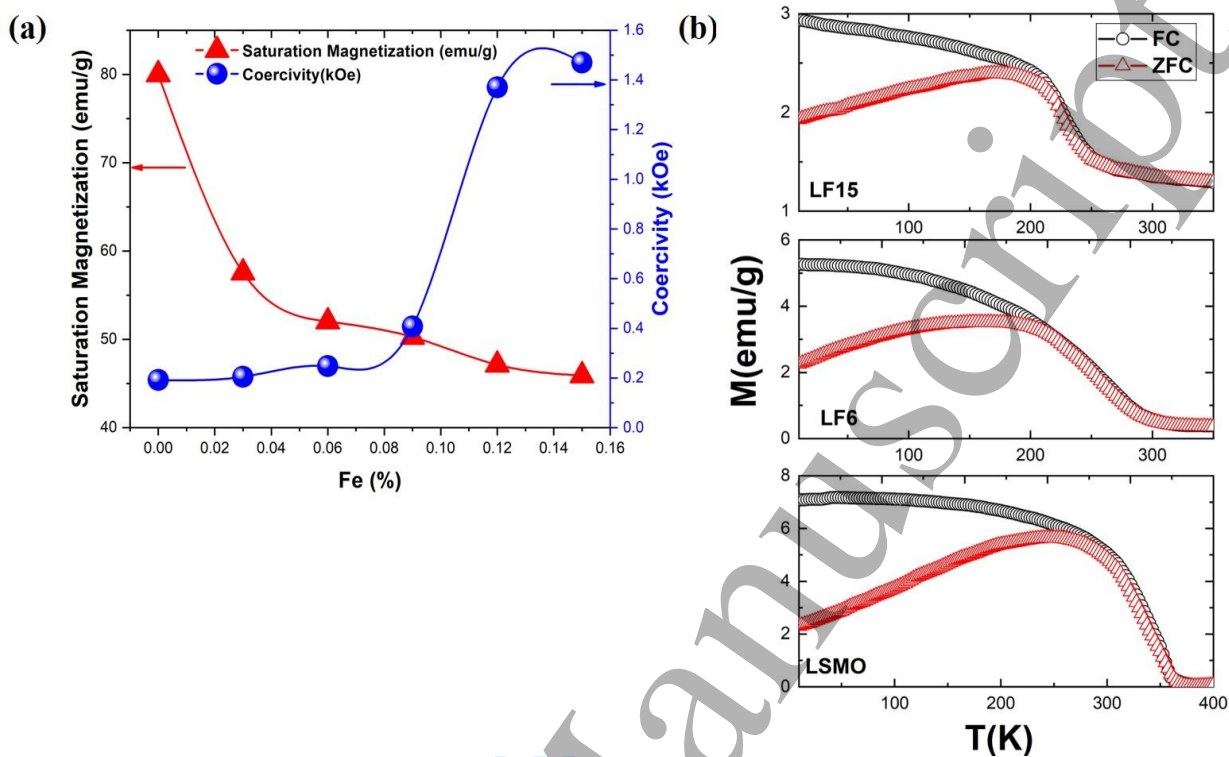 (a)
Saturation Magnetization (emu/g)
Coercivity(kOe)
Saturation Magnetization (emu/g)
80
70
60
50
40
0.00 0.02 0.04 0.06 0.08 0.10 0.12 0.14 0.16
Fe (%)
1.6
1.4
1.2
1.0
0.8
0.6
0.4
0.2
0.0
Coercivity (kOe)
(b)
M(emu/g)
3
2
1
FC
ZFC
LF15
100 200 300
6
4
2
0
LF6
100 200 300
8
6
4
2
0
LSMO
100 200 300 400
T(K)
anuscript